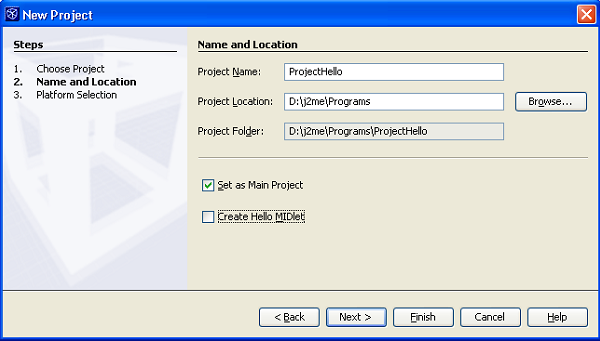 New Project
Steps
1. Choose Project
2. Name and Location
3. Platform Selection
Name and Location
Project Name: ProjectHello
Project Location: D:\j2me\Programs Browse...
Project Folder: D:\j2me\Programs\ProjectHello
Set as Main Project
Create Hello MIDlet
< Back Next > Finish Cancel Help